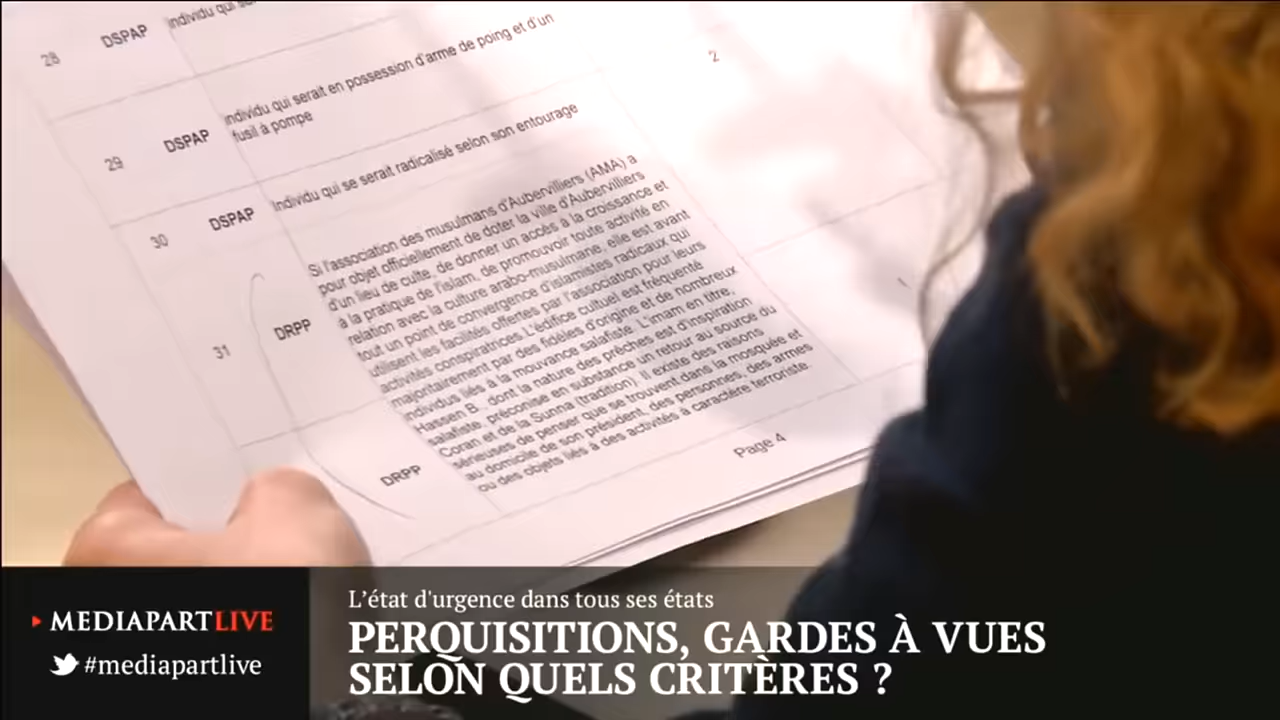 individu qui
28
DSPAP
individu qui serait en possession d'arme de poing et d'un
fusil à pompe
2
29
DSPAP
Individu qui se serait radicalisé selon son entourage
30
DSPAP
Si l'association des musulmans d'Aubervilliers (AMA) a
pour objet officiellement de doter la ville d'Aubervilliers
d'un lieu de culte, de donner un accès à la croissance et
à la pratique de l'islam, de promouvoir toute activité en
relation avec la culture arabo-musulmane, elle est avant
tout un point de convergence d'islamistes radicaux qui
utilisent les facilités offertes par l'association pour leurs
activités conspiratrices. L'édifice cultuel est fréquenté
majoritairement par des fidèles d'origine et de nombreux
individus liés à la mouvance salafiste. L'imam en titre,
Hassen B., dont la nature des prêches est d'inspiration
salafiste, préconise en substance un retour au source du
Coran et de la Sunna (tradition). Il existe des raisons
sérieuses de penser que se trouvent dans la mosquée et
au domicile de son président, des personnes, des armes
ou des objets liés à des activités à caractère terroriste.
31
DRPP
DRPP
Page 4
MEDIAPARTLIVE
#mediapartlive
L'état d'urgence dans tous ses états
PERQUISITIONS, GARDES À VUES
SELON QUELS CRITÈRES ?